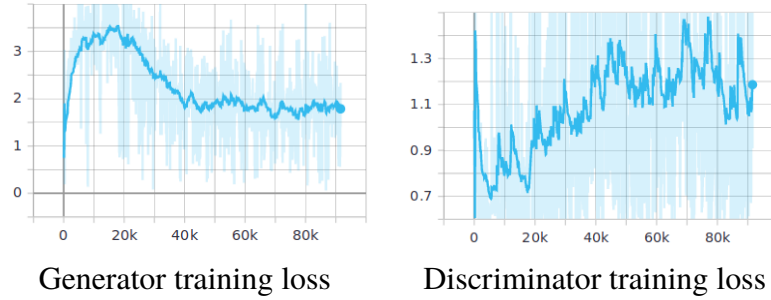 3
2
1
0
0 20k 40k 60k 80k
Generator training loss
1.3
1.1
0.9
0.7
0 20k 40k 60k 80k
Discriminator training loss